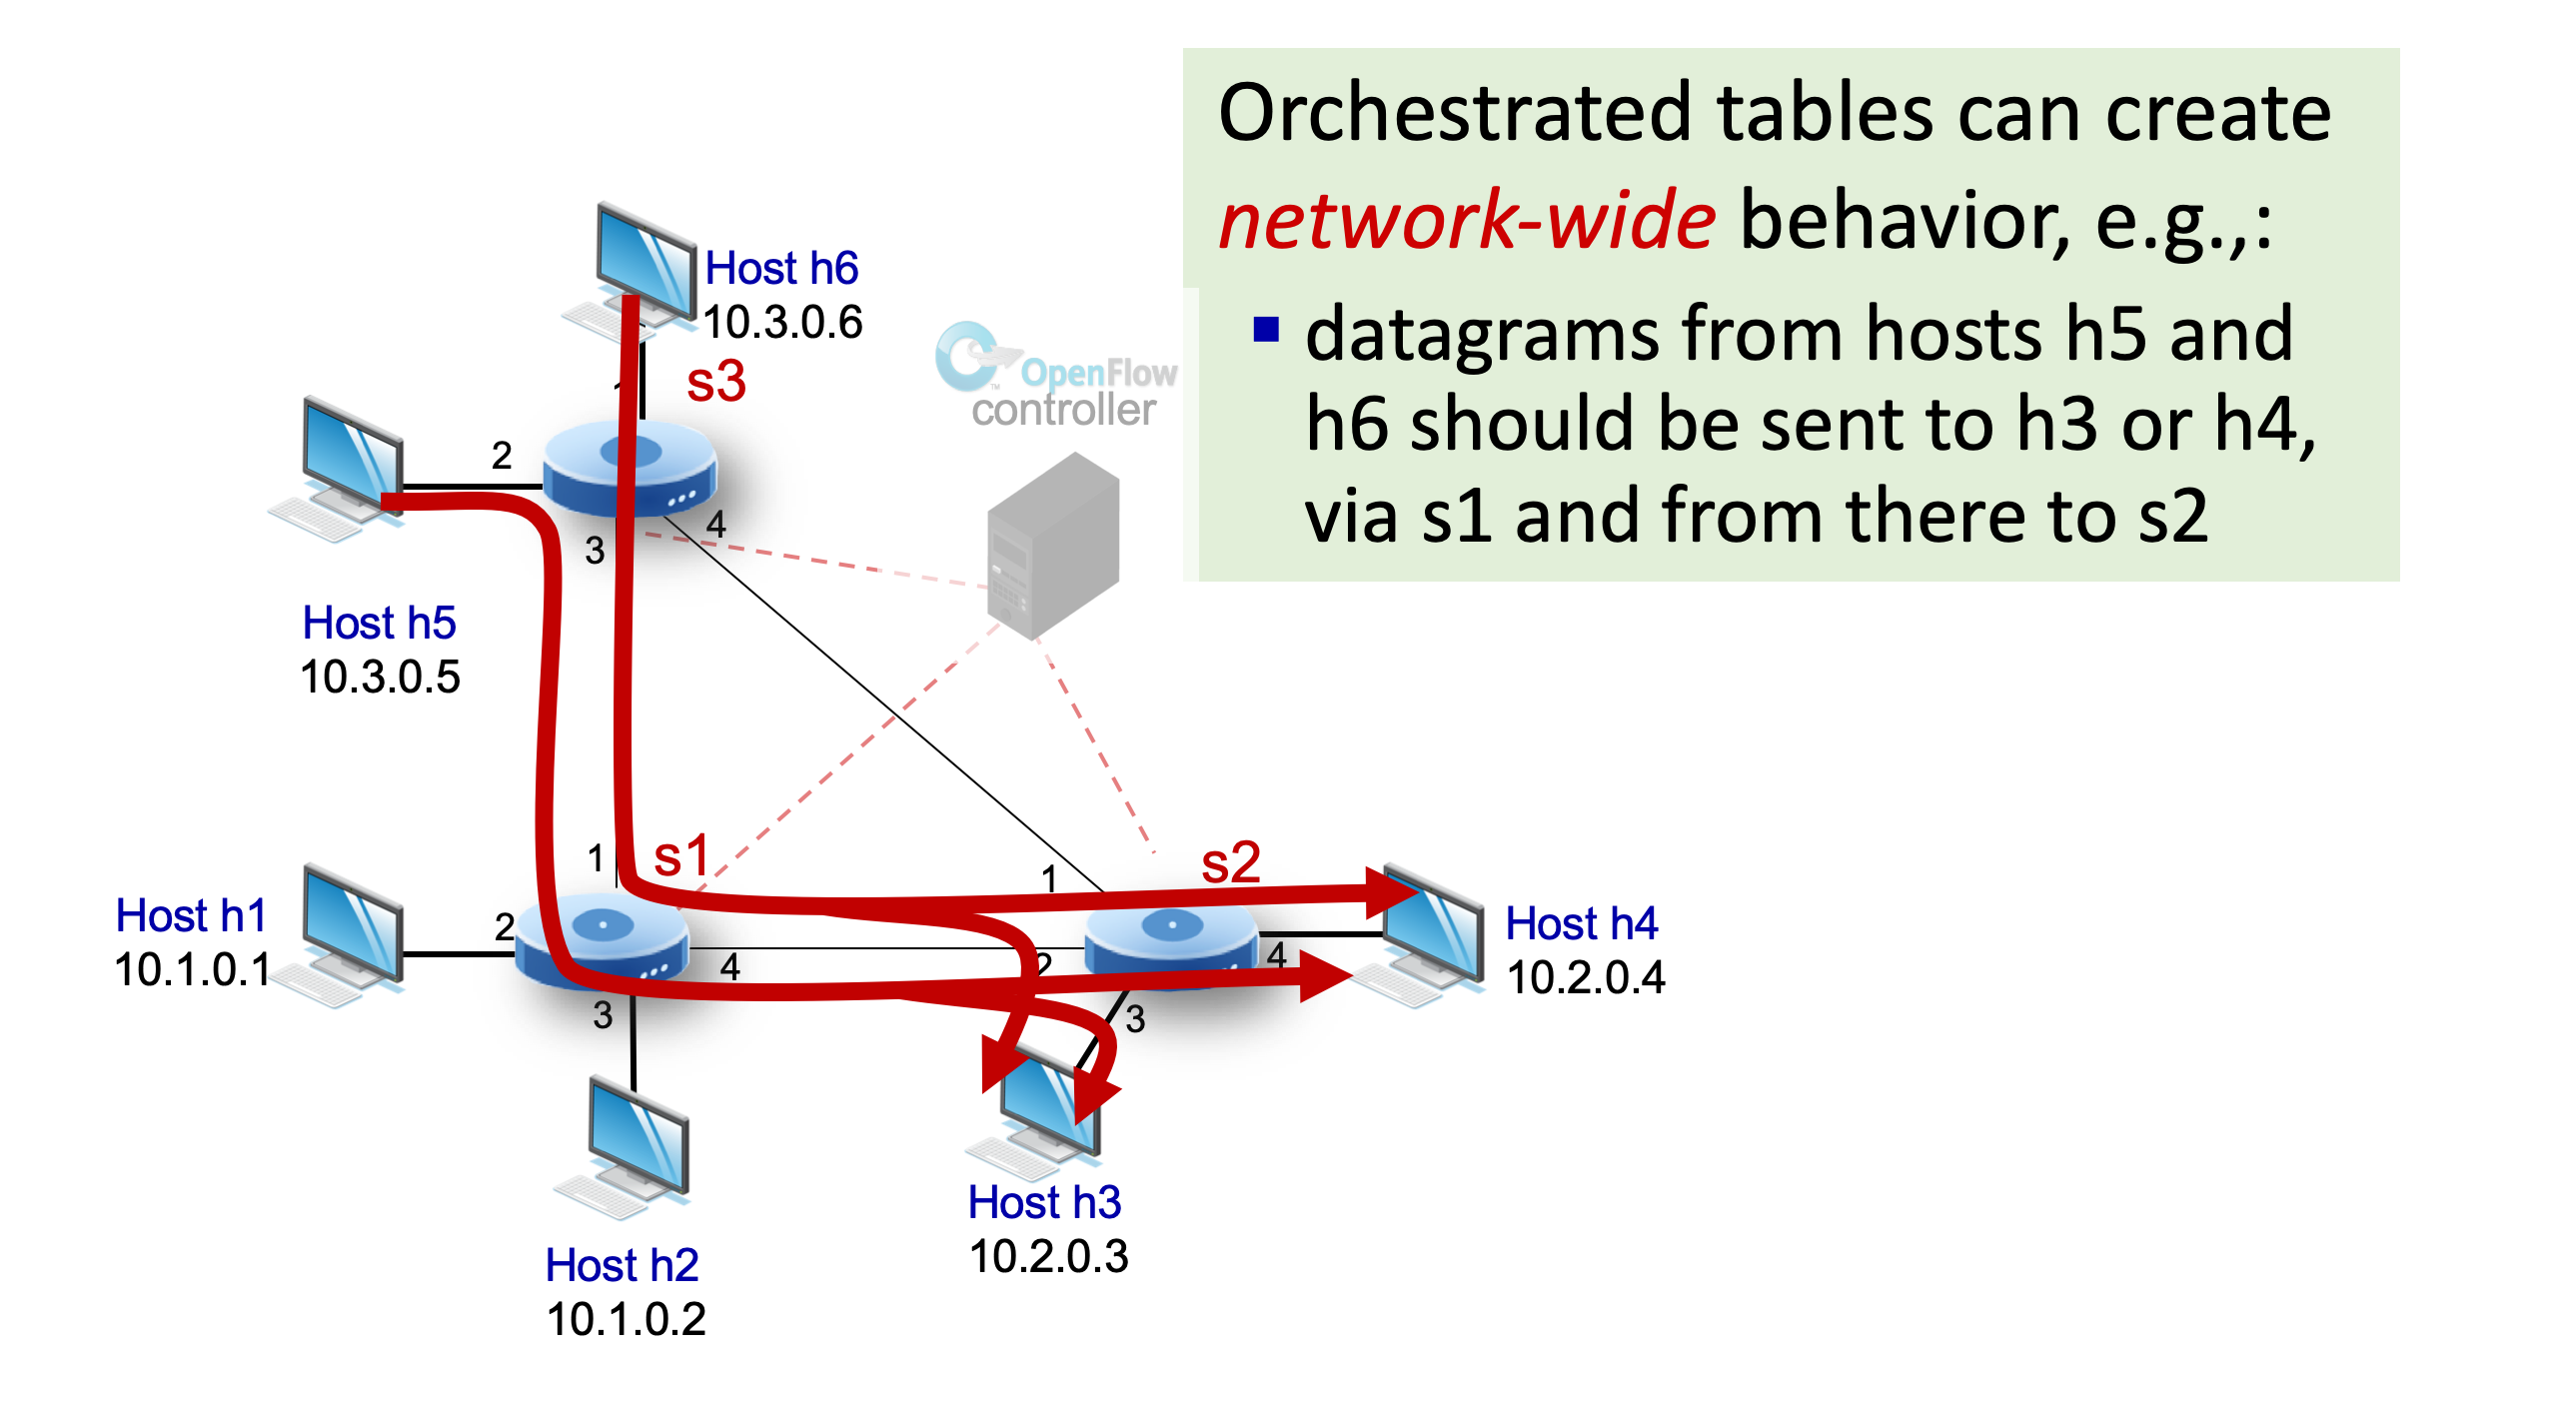 Orchestrated tables can create
network-wide behavior, e.g.,:
▪ datagrams from hosts h5 and
h6 should be sent to h3 or h4,
via s1 and from there to s2
Host h6
10.3.0.6
1
s3
OpenFlow
TM
controller
2
4
3
Host h5
10.3.0.5
1
s1
1
s2
Host h1
10.1.0.1
2
4
2
4
Host h4
10.2.0.4
3
3
Host h3
10.2.0.3
Host h2
10.1.0.2